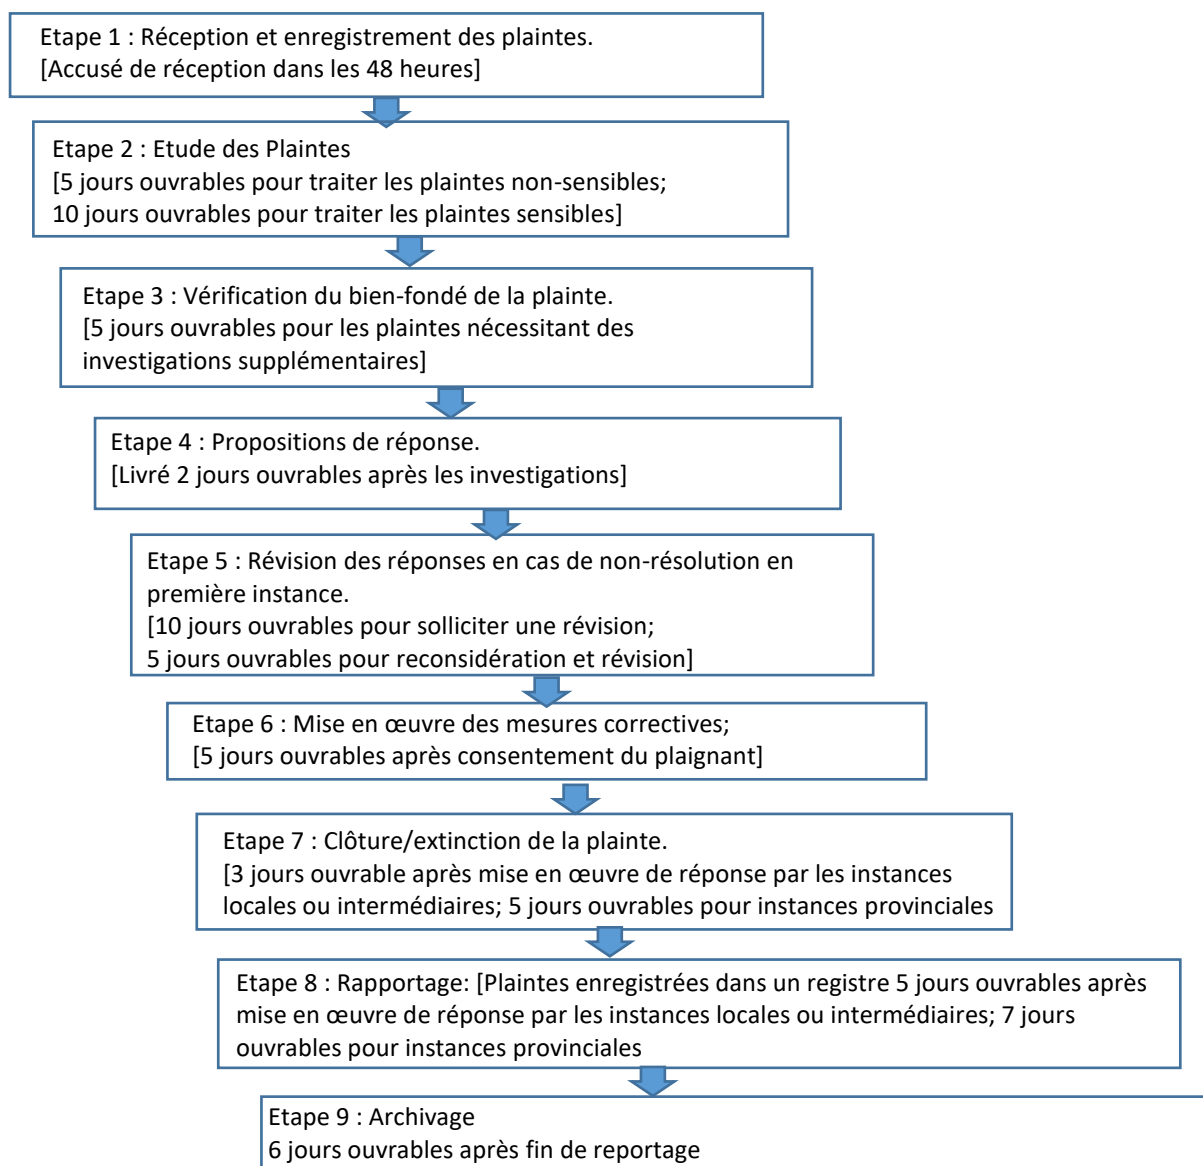 Etape 1 : Réception et enregistrement des plaintes.
[Accusé de réception dans les 48 heures]
Etape 2 : Etude des Plaintes
[5 jours ouvrables pour traiter les plaintes non-sensibles;
10 jours ouvrables pour traiter les plaintes sensibles]
Etape 3 : Vérification du bien-fondé de la plainte.
[5 jours ouvrables pour les plaintes nécessitant des
investigations supplémentaires]
Etape 4 : Propositions de réponse.
[Livré 2 jours ouvrables après les investigations]
Etape 5 : Révision des réponses en cas de non-résolution en
première instance.
[10 jours ouvrables pour solliciter une révision;
5 jours ouvrables pour reconsidération et révision]
Etape 6 : Mise en œuvre des mesures correctives;
[5 jours ouvrables après consentement du plaignant]
Etape 7 : Clôture/extinction de la plainte.
[3 jours ouvrable après mise en œuvre de réponse par les instances
locales ou intermédiaires; 5 jours ouvrables pour instances provinciales
Etape 8 : Rapportage: [Plaintes enregistrées dans un registre 5 jours ouvrables après
mise en œuvre de réponse par les instances locales ou intermédiaires; 7 jours
ouvrables pour instances provinciales
Etape 9 : Archivage
6 jours ouvrables après fin de reportage